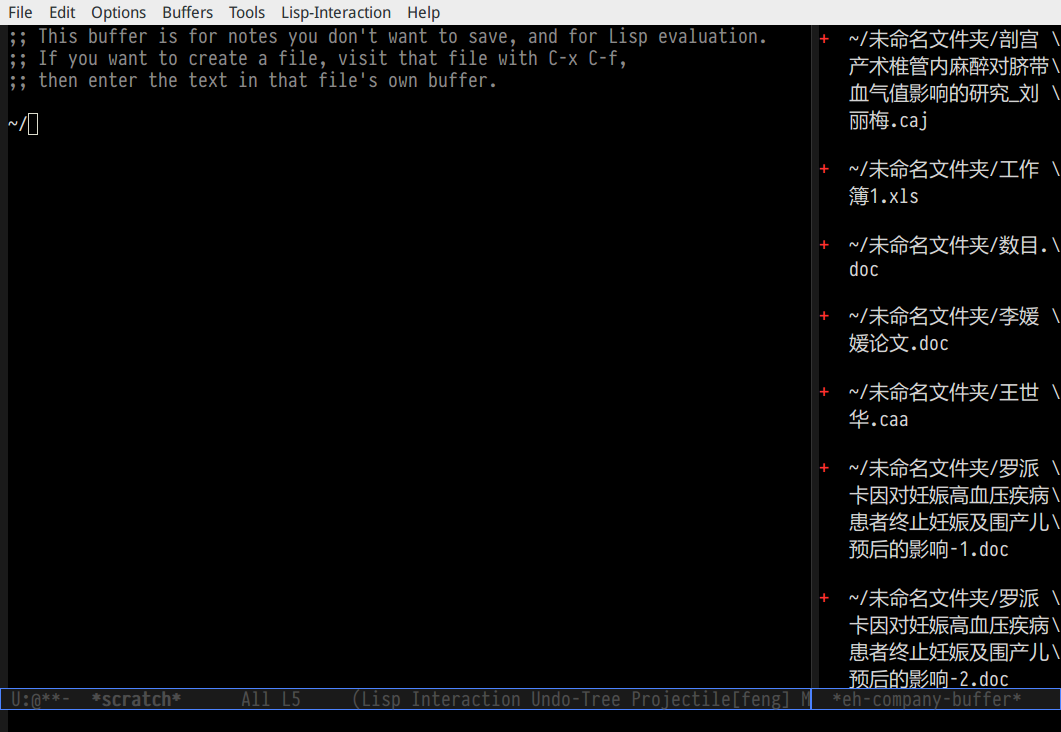 File Edit Options Buffers Tools Lisp-Interaction Help
;; This buffer is for notes you don't want to save, and for Lisp evaluation.
;; If you want to create a file, visit that file with C-x C-f,
;; then enter the text in that file's own buffer.
~/
+ ~/未命名文件夹/剖宫 \
产术椎管内麻醉对脐带\
血气值影响的研究_刘 \
丽梅.caj
+ ~/未命名文件夹/工作 \
簿1.xls
+ ~/未命名文件夹/数目.\
doc
+ ~/未命名文件夹/李媛 \
媛论文.doc
+ ~/未命名文件夹/王世 \
华.caa
+ ~/未命名文件夹/罗派 \
卡因对妊娠高血压疾病\
患者终止妊娠及围产儿\
预后的影响-1.doc
+ ~/未命名文件夹/罗派 \
卡因对妊娠高血压疾病\
患者终止妊娠及围产儿\
预后的影响-2.doc
U:@**- *scratch* All L5 (Lisp Interaction Undo-Tree Projectile[feng] M
*eh-company-buffer*